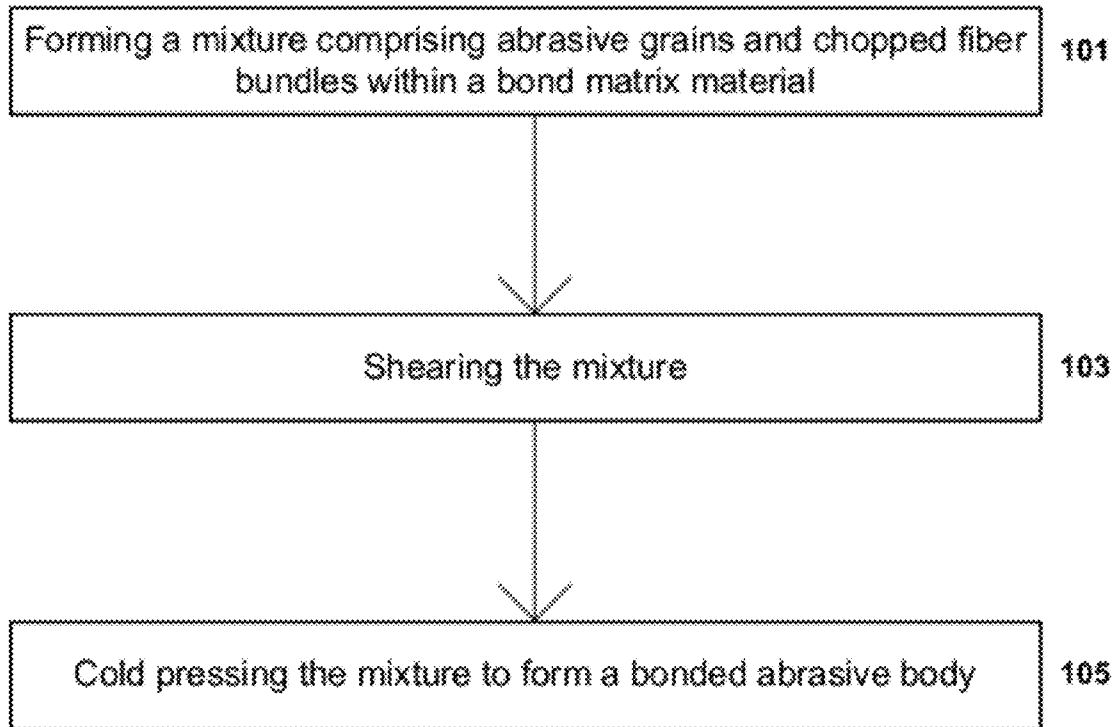 Forming a mixture comprising abrasive grains and chopped fiber
bundles within a bond matrix material
101
Shearing the mixture
103
Cold pressing the mixture to form a bonded abrasive body
105